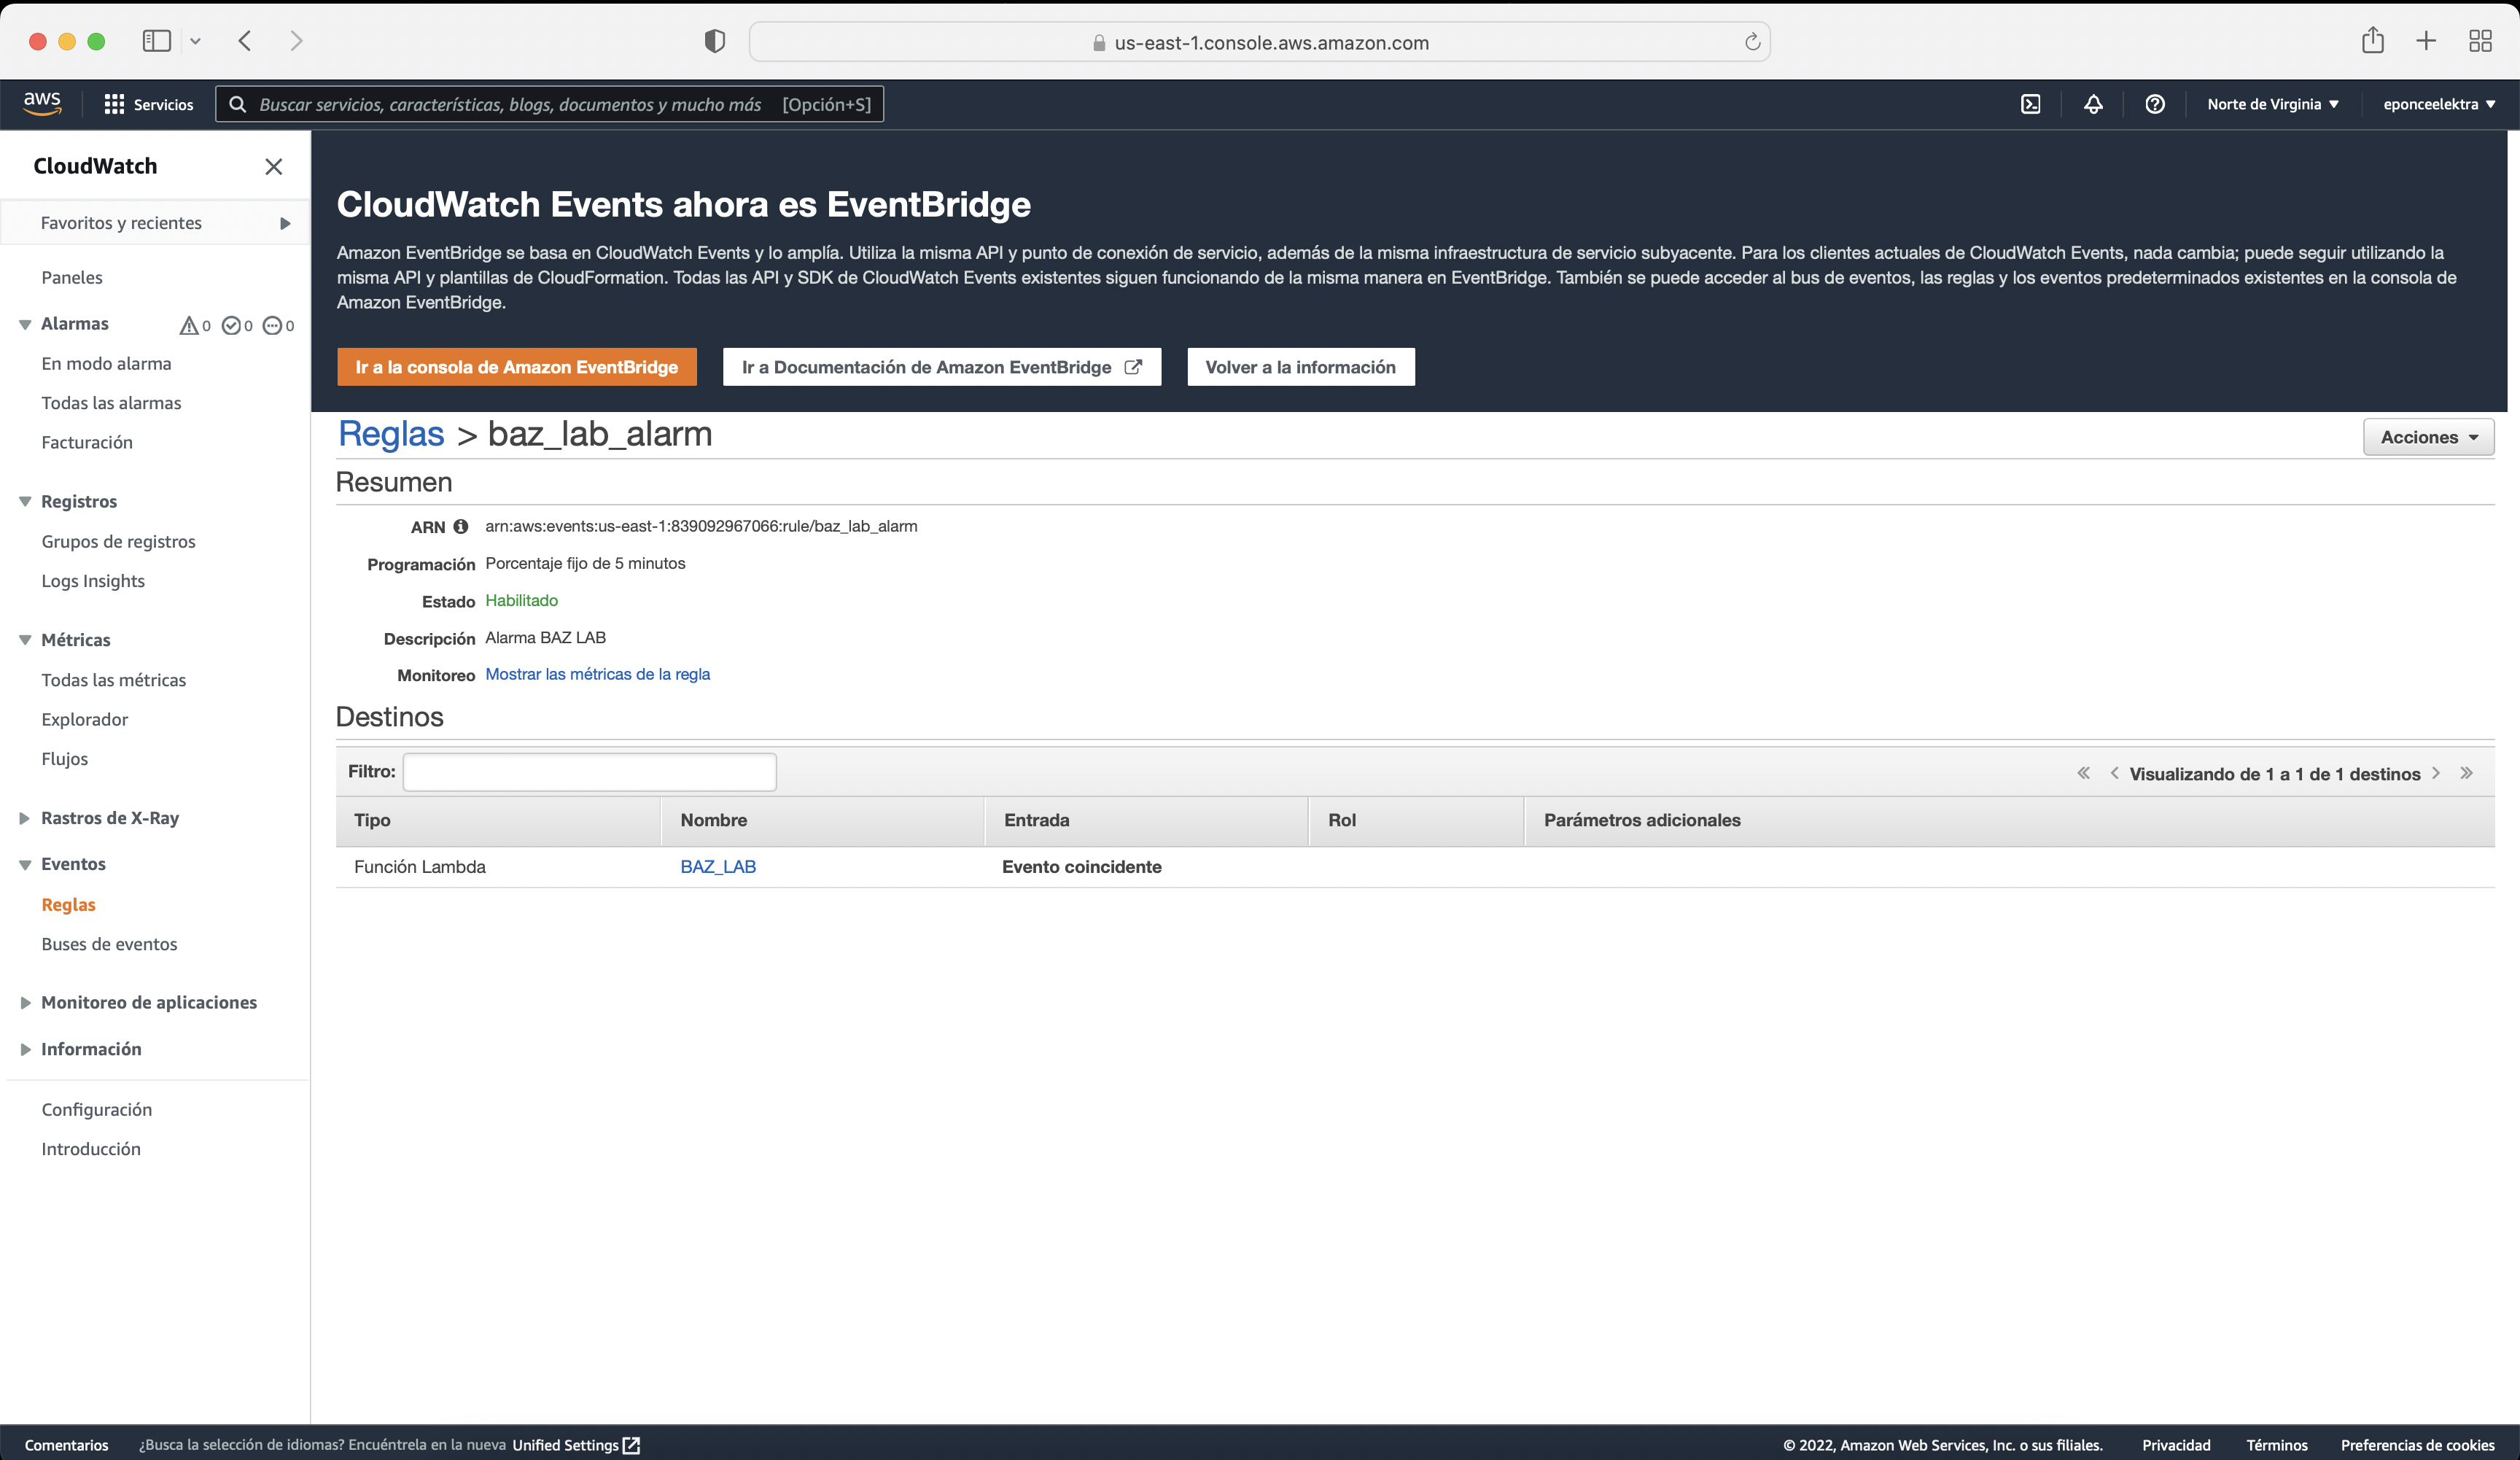 us-east-1.console.aws.amazon.com
aws
Servicios
Buscar servicios, características, blogs, documentos y mucho más [Opción+S]
Norte de Virginia
eponceelektra
CloudWatch
Favoritos y recientes
Paneles
Alarmas 0 0 0
En modo alarma
Todas las alarmas
Facturación
Registros
Grupos de registros
Logs Insights
Métricas
Todas las métricas
Explorador
Flujos
Rastros de X-Ray
Eventos
Reglas
Buses de eventos
Monitoreo de aplicaciones
Información
Configuración
Introducción
CloudWatch Events ahora es EventBridge
Amazon EventBridge se basa en CloudWatch Events y lo amplía. Utiliza la misma API y punto de conexión de servicio, además de la misma infraestructura de servicio subyacente. Para los clientes actuales de CloudWatch Events, nada cambia; puede seguir utilizando la
misma API y plantillas de CloudFormation. Todas las API y SDK de CloudWatch Events existentes siguen funcionando de la misma manera en EventBridge. También se puede acceder al bus de eventos, las reglas y los eventos predeterminados existentes en la consola de
Amazon EventBridge.
Ir a la consola de Amazon EventBridge
Ir a Documentación de Amazon EventBridge
Volver a la información
Reglas > baz_lab_alarm
Acciones
Resumen
ARN arn:aws:events:us-east-1:839092967066:rule/baz_lab_alarm
Programación Porcentaje fijo de 5 minutos
Estado Habilitado
Descripción Alarma BAZ LAB
Monitoreo Mostrar las métricas de la regla
Destinos
Filtro:
« < Visualizando de 1 a 1 de 1 destinos > »
Tipo Nombre Entrada Rol Parámetros adicionales
Función Lambda BAZ_LAB Evento coincidente
Comentarios
¿Busca la selección de idiomas? Encuéntrela en la nueva Unified Settings
© 2022, Amazon Web Services, Inc. o sus filiales.
Privacidad
Términos
Preferencias de cookies